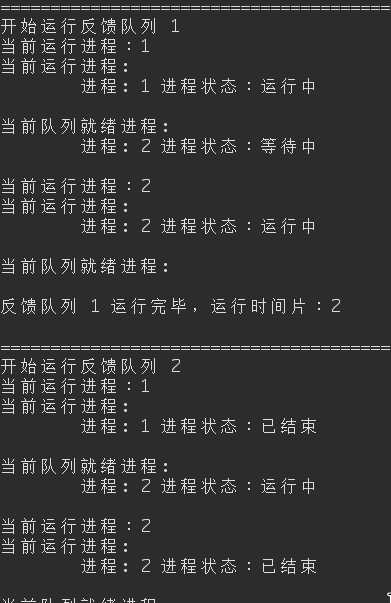 =======================================
开始运行反馈队列 1
当前运行进程：1
当前运行进程:
进程: 1 进程状态：运行中
当前队列就绪进程:
进程: 2 进程状态：等待中
当前运行进程：2
当前运行进程:
进程: 2 进程状态：运行中
当前队列就绪进程:
反馈队列 1 运行完毕，运行时间片：2
=======================================
开始运行反馈队列 2
当前运行进程：1
当前运行进程:
进程: 1 进程状态：已结束
当前队列就绪进程:
进程: 2 进程状态：运行中
当前运行进程：2
当前运行进程:
进程: 2 进程状态：已结束